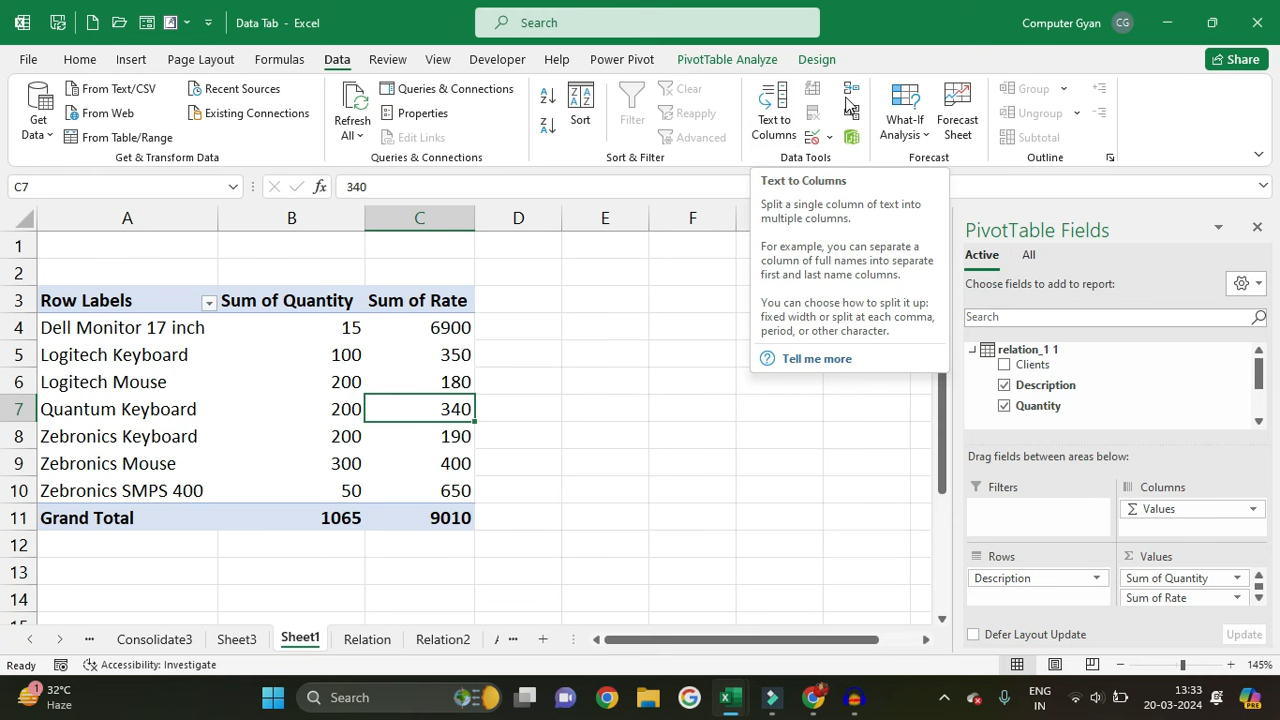 Data Tab - Excel
Search
Computer Gyan
CG
File Home Insert Page Layout Formulas Data Review View Developer Help Power Pivot PivotTable Analyze Design
Share
Get Data
From Text/CSV
From Web
From Table/Range
Recent Sources
Existing Connections
Get & Transform Data
Refresh All
Queries & Connections
Properties
Edit Links
Queries & Connections
Sort
Filter
Clear
Reapply
Advanced
Sort & Filter
Text to Columns
Data Tools
What-If Analysis
Forecast Sheet
Forecast
Group
Ungroup
Subtotal
Outline
C7
fx
340
A B C D E F
1
2
3 Row Labels Sum of Quantity Sum of Rate
4 Dell Monitor 17 inch 15 6900
5 Logitech Keyboard 100 350
6 Logitech Mouse 200 180
7 Quantum Keyboard 200 340
8 Zebronics Keyboard 200 190
9 Zebronics Mouse 300 400
10 Zebronics SMPS 400 50 650
11 Grand Total 1065 9010
12
13
14
Text to Columns
Split a single column of text into
multiple columns.
For example, you can separate a
column of full names into separate
first and last name columns.
You can choose how to split it up:
fixed width or split at each comma,
period, or other character.
Tell me more
PivotTable Fields
Active All
Choose fields to add to report:
Search
relation_1 1
Clients
Description
Quantity
Drag fields between areas below:
Filters
Columns
Σ Values
Rows
Description
Σ Values
Sum of Quantity
Sum of Rate
Defer Layout Update
Update
Consolidate3 Sheet3 Sheet1 Relation Relation2
Ready
Accessibility: Investigate
145%
1
32°C
Haze
Search
ENG
IN
13:33
20-03-2024
PRE